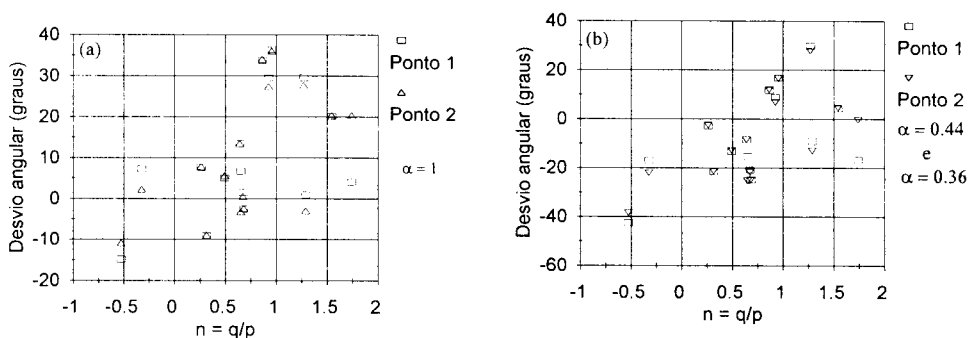 (a)
Desvio angular (graus)
40
30
20
10
0
-10
-20
-1 -0.5 0 0.5 1 1.5 2
n = q/p
Ponto 1
Ponto 2
α = 1
(b)
Desvio angular (graus)
40
20
0
-20
-40
-60
-1 -0.5 0 0.5 1 1.5 2
n = q/p
Ponto 1
Ponto 2
α = 0.44
e
α = 0.36